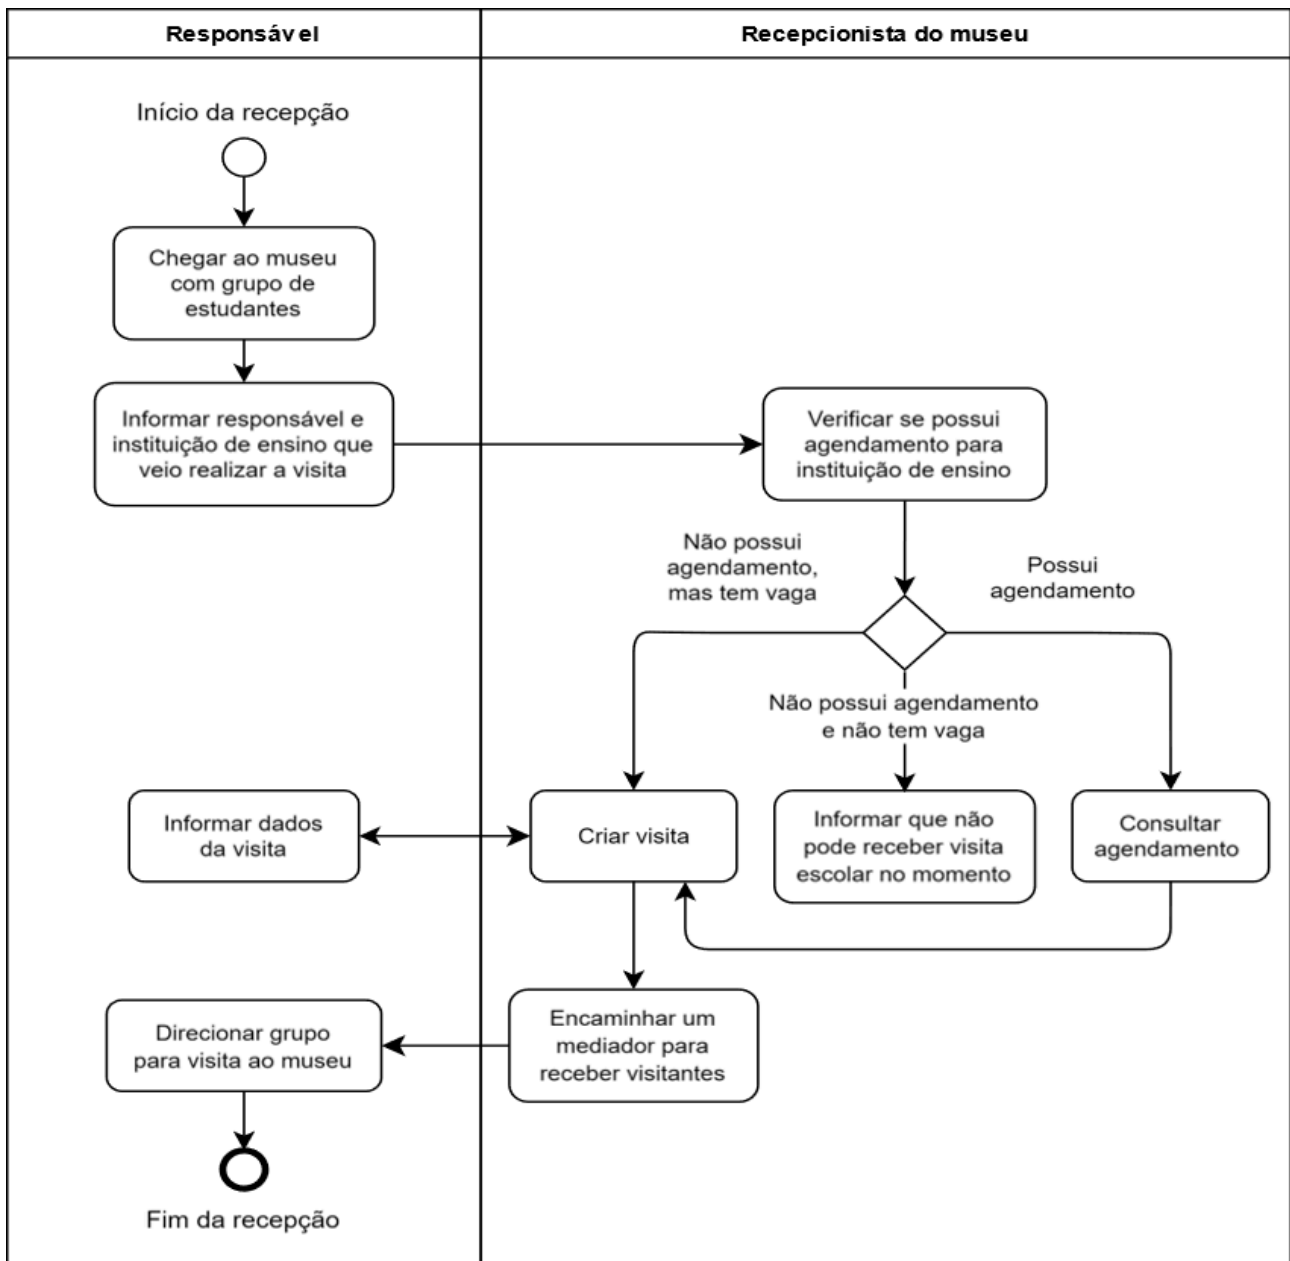 Responsável
Recepcionista do museu
Início da recepção
Chegar ao museu
com grupo de
estudantes
Informar responsável e
instituição de ensino que
veio realizar a visita
Verificar se possui
agendamento para
instituição de ensino
Não possui
agendamento,
mas tem vaga
Possui
agendamento
Não possui agendamento
e não tem vaga
Informar dados
da visita
Criar visita
Informar que não
pode receber visita
escolar no momento
Consultar
agendamento
Direcionar grupo
para visita ao museu
Encaminhar um
mediador para
receber visitantes
Fim da recepção